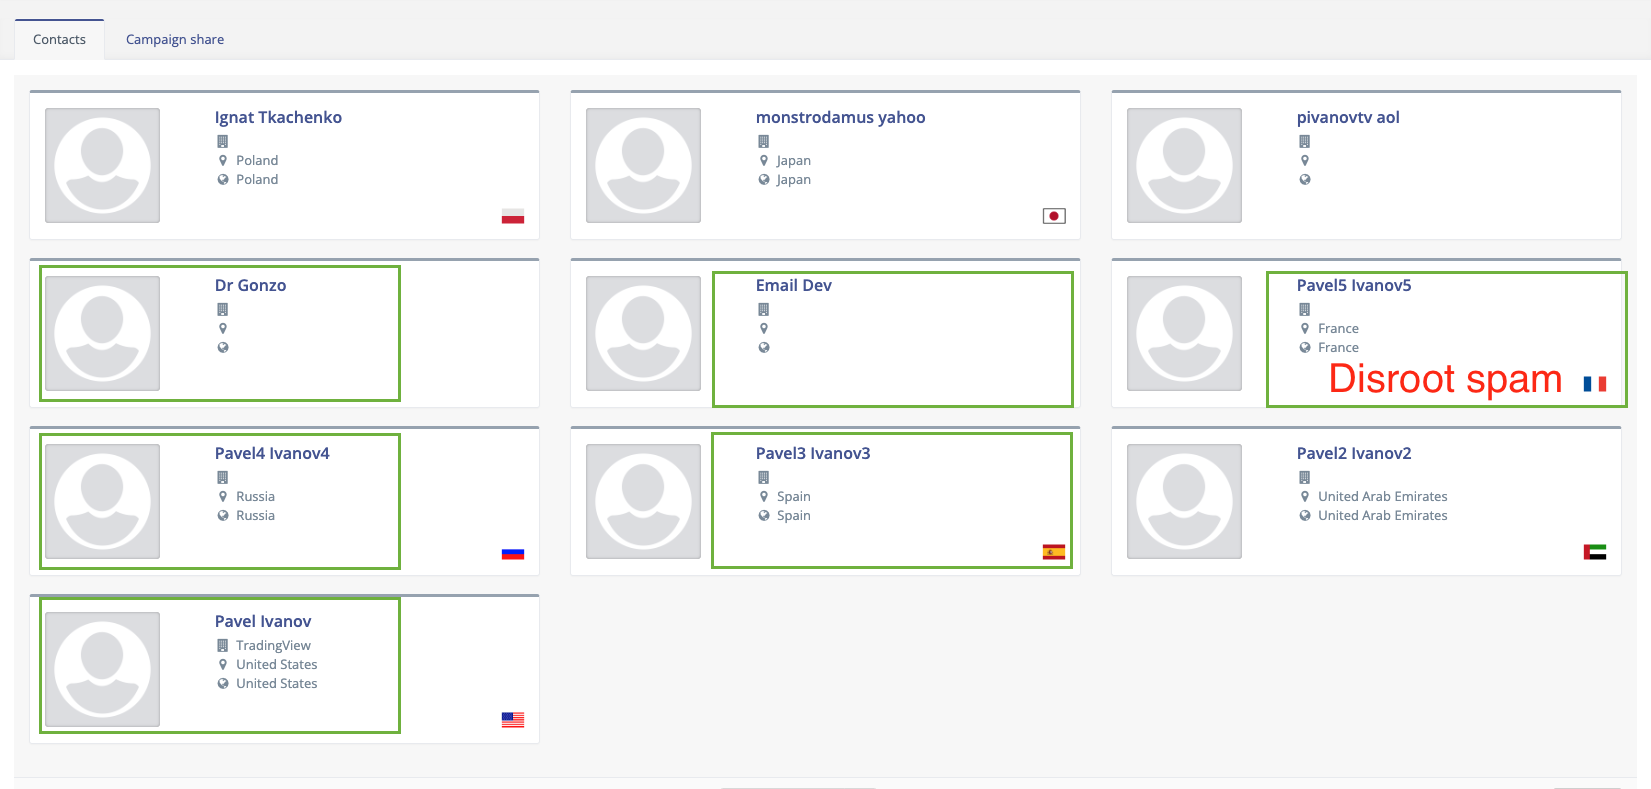 Contacts
Campaign share
Ignat Tkachenko
Poland
Poland
monstrodamus yahoo
Japan
Japan
pivanovtv aol
Dr Gonzo
Email Dev
Pavel5 Ivanov5
France
France
Disroot spam
Pavel4 Ivanov4
Russia
Russia
Pavel3 Ivanov3
Spain
Spain
Pavel2 Ivanov2
United Arab Emirates
United Arab Emirates
Pavel Ivanov
TradingView
United States
United States